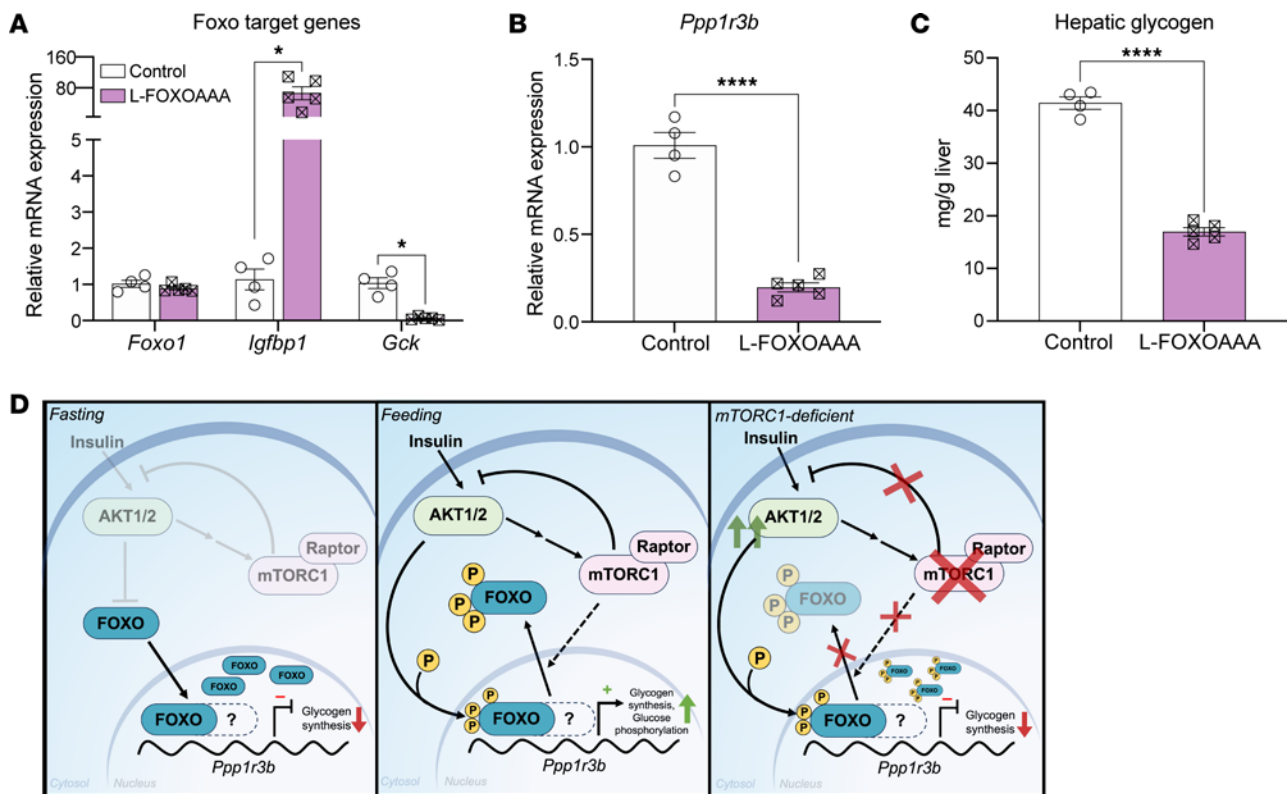 A
Foxo target genes
Relative mRNA expression
160
80
5
4
3
2
1
0
Control
L-FOXOAAA
*
*
Foxo1
Igfbp1
Gck
B
Ppp1r3b
Relative mRNA expression
1.5
1.0
0.5
0.0
****
Control
L-FOXOAAA
C
Hepatic glycogen
mg/g liver
50
40
30
20
10
0
****
Control
L-FOXOAAA
D
Fasting
Insulin
AKT1/2
Raptor
mTORC1
FOXO
FOXO
FOXO
FOXO
FOXO
?
−
Glycogen
synthesis
Ppp1r3b
Cytosol
Nucleus
Feeding
Insulin
AKT1/2
Raptor
mTORC1
P
P
P
FOXO
P
P
P
P
FOXO
?
+
Glycogen
synthesis,
Glucose
phosphorylation
Ppp1r3b
Cytosol
Nucleus
mTORC1-deficient
Insulin
AKT1/2
Raptor
mTORC1
P
P
P
FOXO
P
P
P
P
FOXO
?
P
P
P
FOXO
P
P
P
FOXO
P
P
P
FOXO
−
Glycogen
synthesis
Ppp1r3b
Cytosol
Nucleus